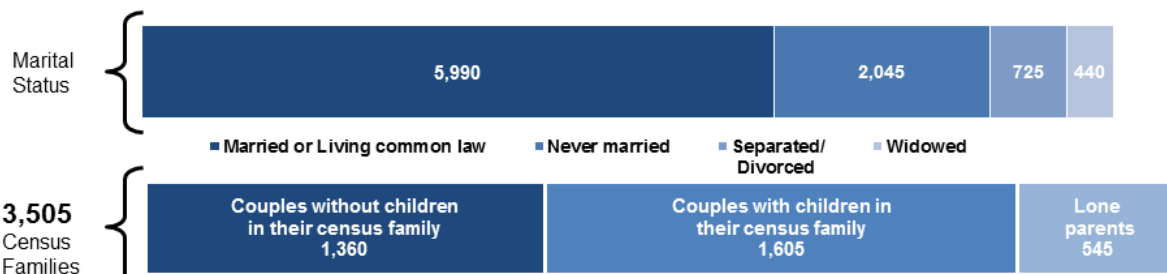 Marital
Status
5,990
2,045
725
440
Married or Living common law
Never married
Separated/
Divorced
Widowed
3,505
Census
Families
Couples without children
in their census family
1,360
Couples with children in
their census family
1,605
Lone
parents
545